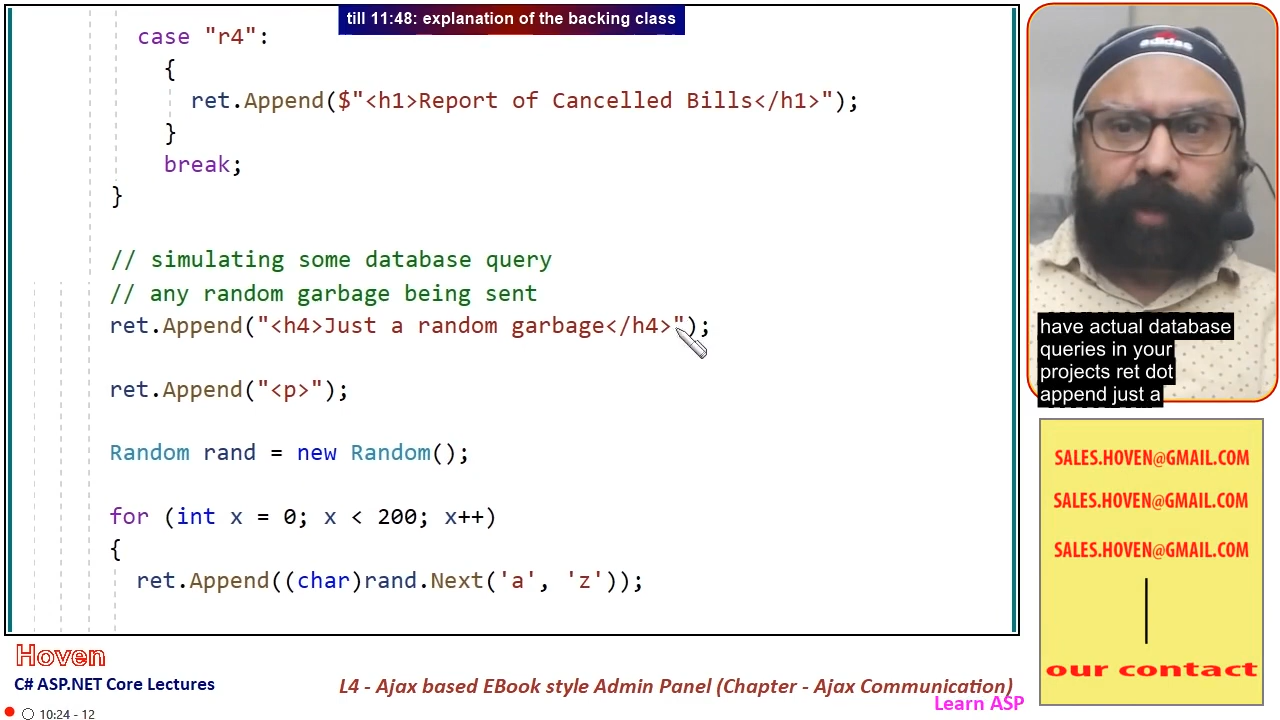 till 11:48: explanation of the backing class
case "r4":
{
ret.Append($"<h1>Report of Cancelled Bills</h1>");
}
break;
}
// simulating some database query
// any random garbage being sent
ret.Append("<h4>Just a random garbage</h4>");
ret.Append("<p>");
Random rand = new Random();
for (int x = 0; x < 200; x++)
{
ret.Append((char)rand.Next('a', 'z'));
adidas
have actual database
queries in your
projects ret dot
append just a
SALES.HOVEN@GMAIL.COM
SALES.HOVEN@GMAIL.COM
SALES.HOVEN@GMAIL.COM
our contact
Hoven
C# ASP.NET Core Lectures
L4 - Ajax based EBook style Admin Panel (Chapter - Ajax Communication)
Learn ASP
10:24 - 12